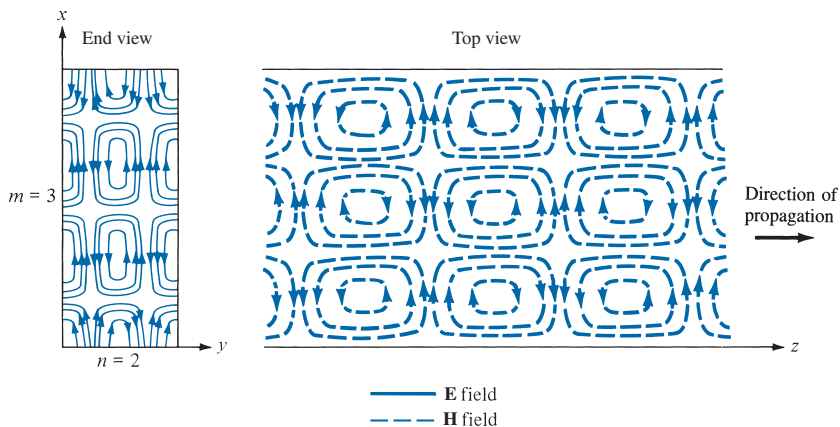 x
End view
Top view
m = 3
Direction of
propagation
y
n = 2
z
E field
H field